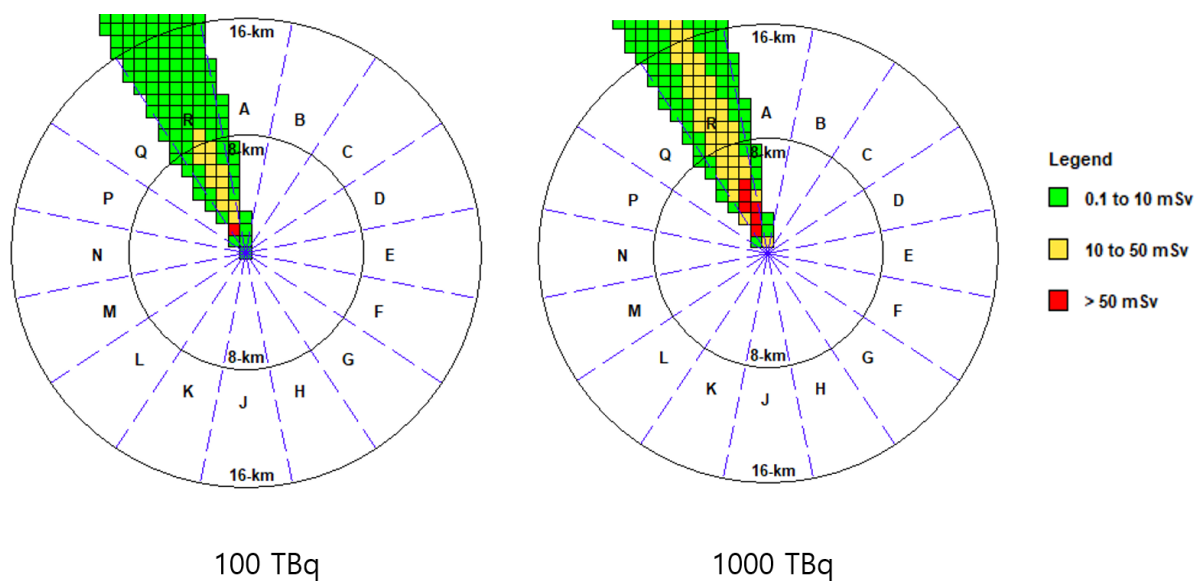 16-km
A
B
R
8-km
C
Q
D
P
N
E
M
F
8-km
L
G
K
H
J
16-km
16-km
A
B
R
8-km
C
Q
D
P
N
E
M
F
8-km
L
G
K
H
J
16-km
Legend
0.1 to 10 mSv
10 to 50 mSv
> 50 mSv
100 TBq
1000 TBq